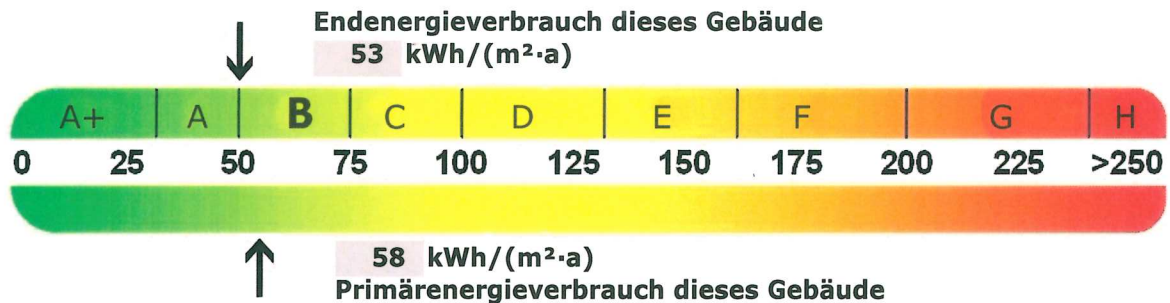 Endenergieverbrauch dieses Gebäude
53 kWh/(m²·a)
A+ A B C D E F G H
0 25 50 75 100 125 150 175 200 225 >250
58 kWh/(m²·a)
Primärenergieverbrauch dieses Gebäude